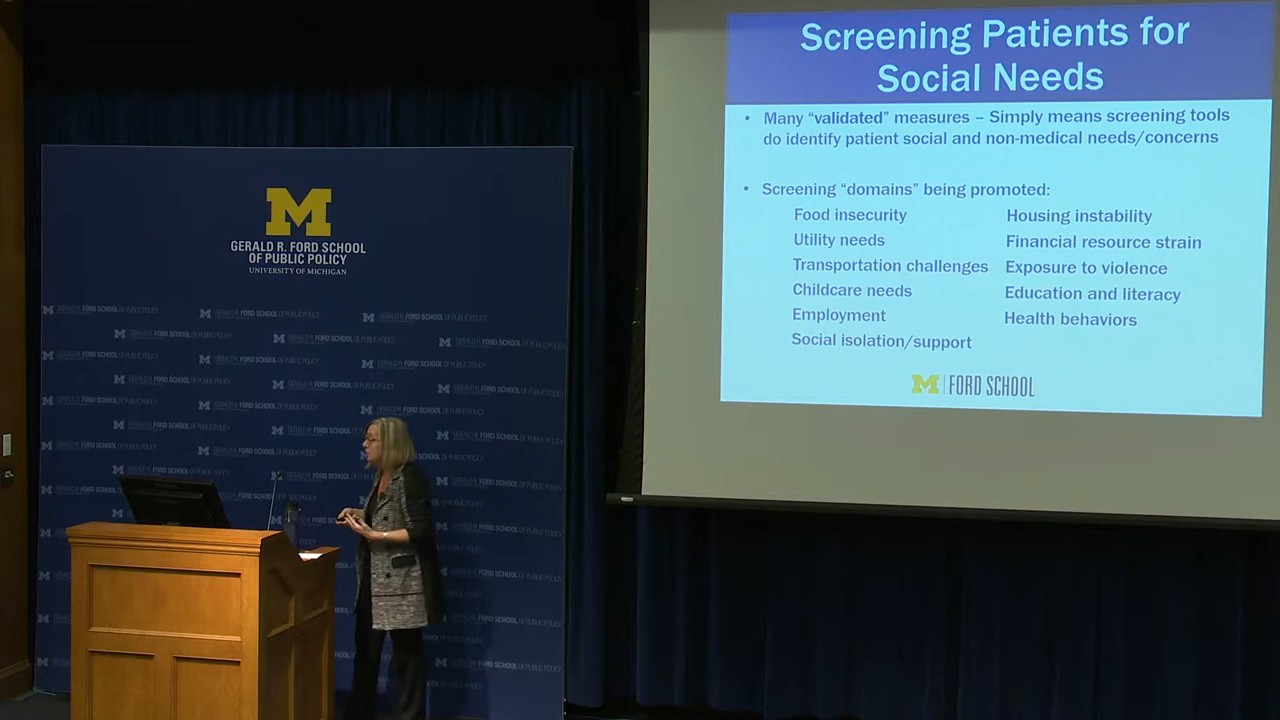 Screening Patients for
Social Needs
• Many “validated” measures – Simply means screening tools
do identify patient social and non-medical needs/concerns
• Screening “domains” being promoted:
Food insecurity
Utility needs
Transportation challenges
Childcare needs
Employment
Social isolation/support
Housing instability
Financial resource strain
Exposure to violence
Education and literacy
Health behaviors
M | FORD SCHOOL
M
GERALD R. FORD SCHOOL
OF PUBLIC POLICY
UNIVERSITY OF MICHIGAN